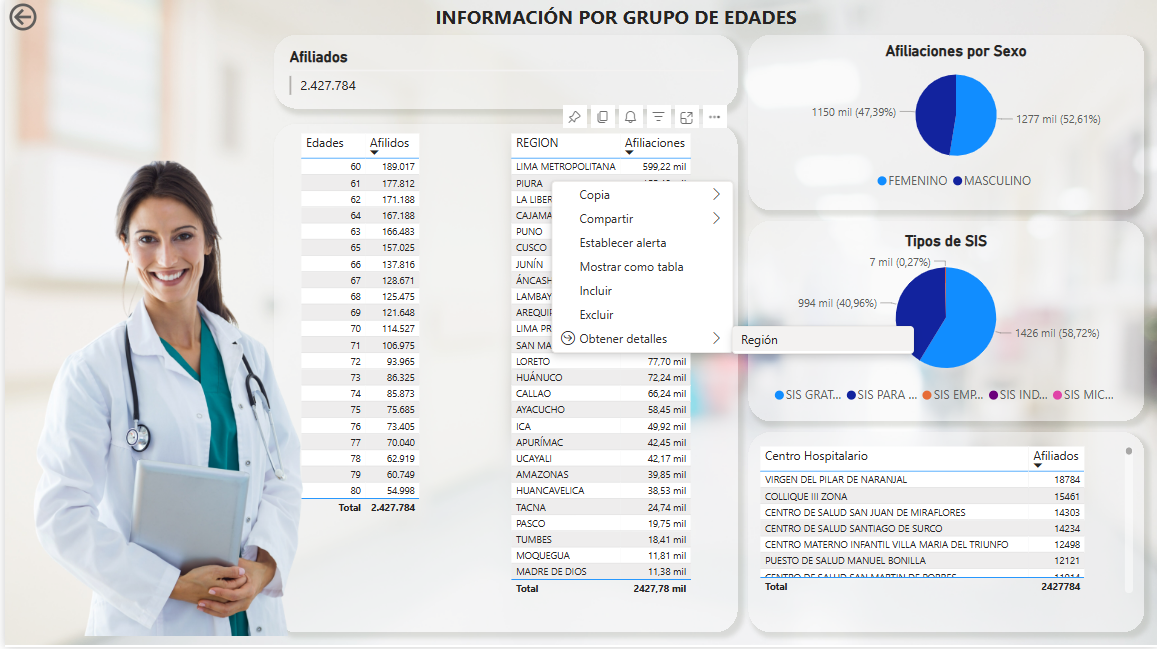 INFORMACIÓN POR GRUPO DE EDADES
Afiliados
2.427.784
Edades Afilidos
60 189.017
61 177.812
62 171.188
64 167.188
63 166.483
65 157.025
66 137.816
67 128.671
68 125.475
69 121.648
70 114.527
71 106.975
72 93.965
73 86.325
74 85.873
75 75.685
76 73.405
77 70.040
78 62.919
79 60.749
80 54.998
Total 2.427.784
REGION Afiliaciones
LIMA METROPOLITANA 599,22 mil
PIURA
LA LIBER
CAJAMA
PUNO
CUSCO
JUNÍN
ÁNCASH
LAMBAY
AREQUIP
LIMA PR
SAN MA
LORETO 77,70 mil
HUÁNUCO 72,24 mil
CALLAO 66,24 mil
AYACUCHO 58,45 mil
ICA 49,92 mil
APURÍMAC 42,45 mil
UCAYALI 42,17 mil
AMAZONAS 39,85 mil
HUANCAVELICA 38,53 mil
TACNA 24,74 mil
PASCO 19,75 mil
TUMBES 18,41 mil
MOQUEGUA 11,81 mil
MADRE DE DIOS 11,38 mil
Total 2427,78 mil
Copia
Compartir
Establecer alerta
Mostrar como tabla
Incluir
Excluir
Obtener detalles
Región
Afiliaciones por Sexo
1150 mil (47,39%)
1277 mil (52,61%)
FEMENINO MASCULINO
Tipos de SIS
7 mil (0,27%)
994 mil (40,96%)
1426 mil (58,72%)
SIS GRAT... SIS PARA ... SIS EMP... SIS IND... SIS MIC...
Centro Hospitalario Afiliados
VIRGEN DEL PILAR DE NARANJAL 18784
COLLIQUE III ZONA 15461
CENTRO DE SALUD SAN JUAN DE MIRAFLORES 14303
CENTRO DE SALUD SANTIAGO DE SURCO 14234
CENTRO MATERNO INFANTIL VILLA MARIA DEL TRIUNFO 12498
PUESTO DE SALUD MANUEL BONILLA 12121
CENTRO DE SALUD SAN MARTIN DE PORRES
Total 2427784